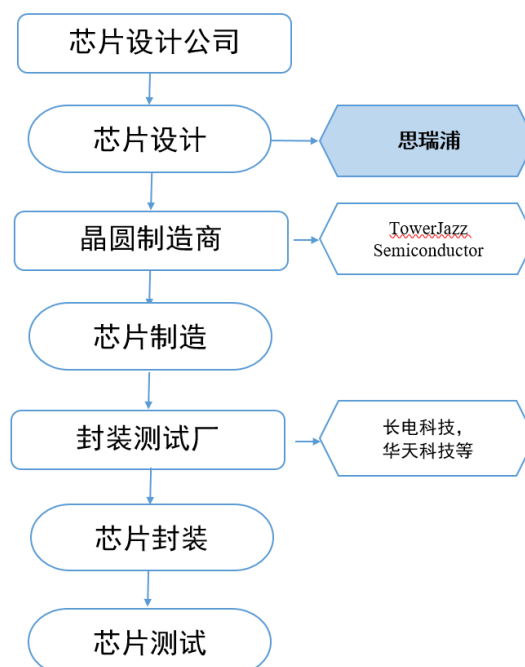 芯片设计公司
芯片设计
思瑞浦
晶圆制造商
TowerJazz
Semiconductor
芯片制造
封装测试厂
长电科技，
华天科技等
芯片封装
芯片测试